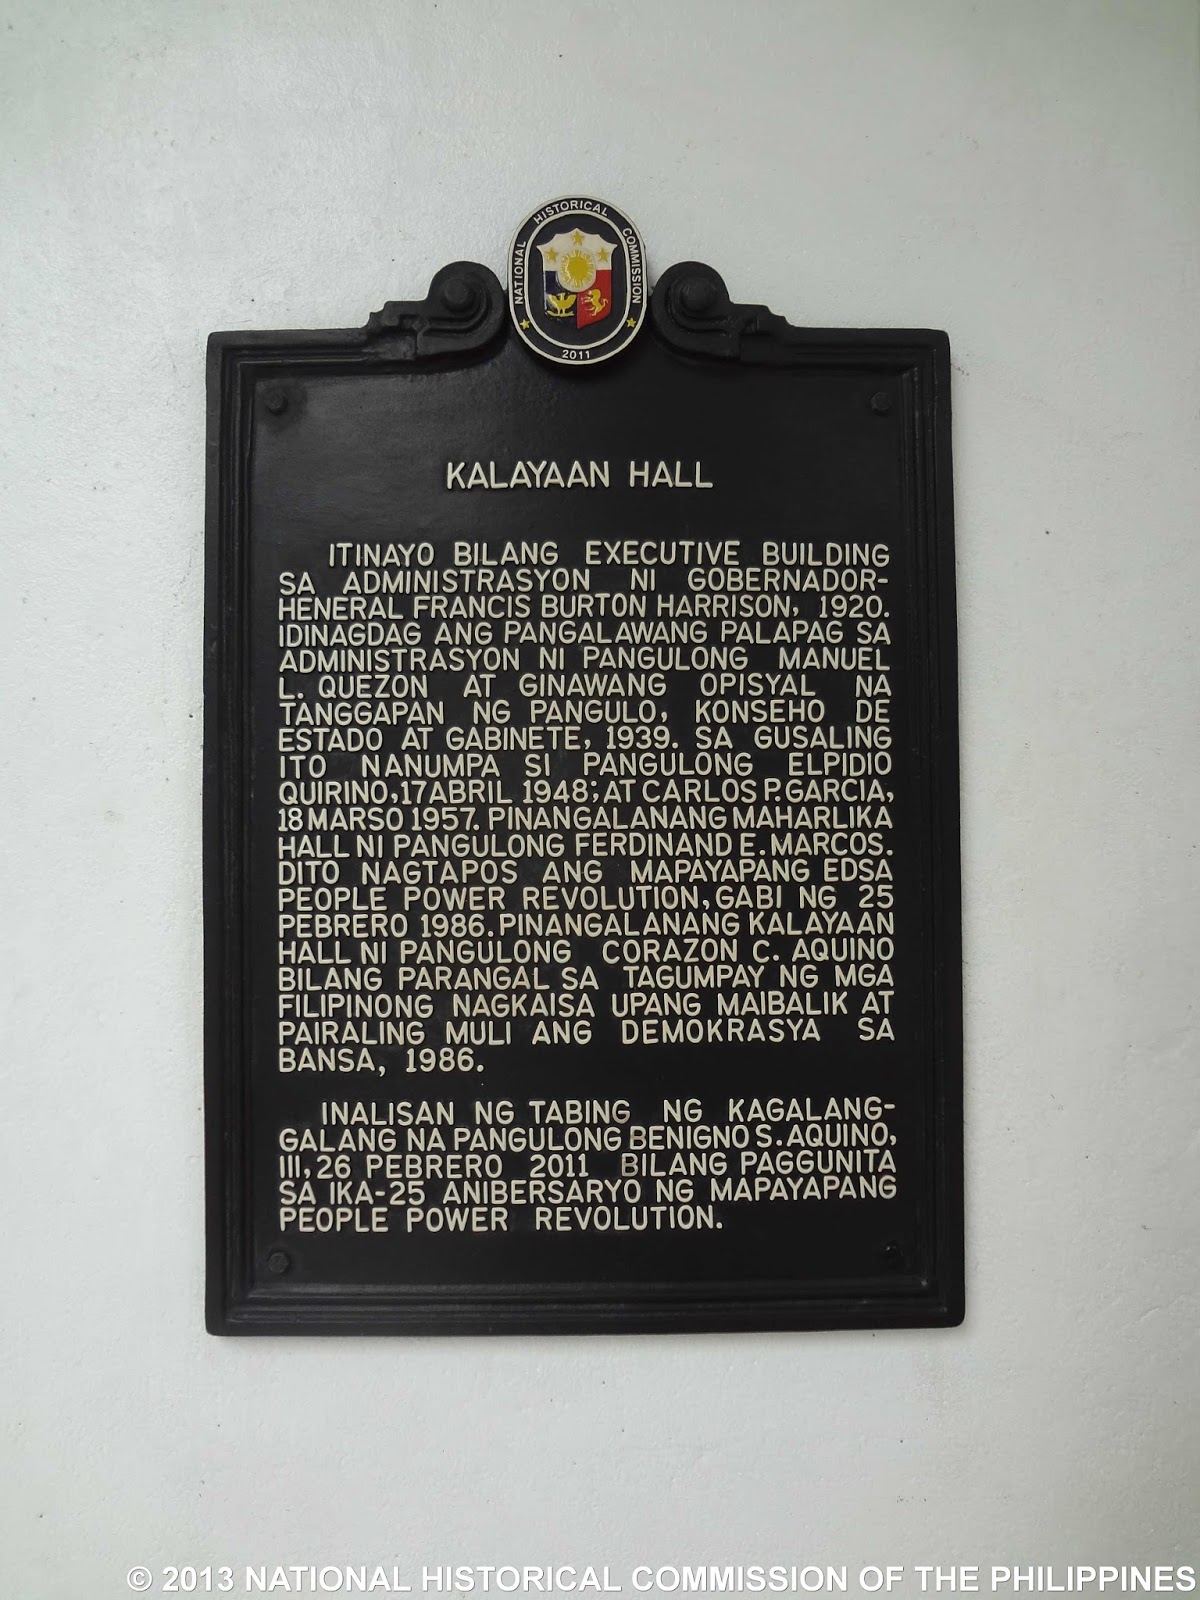 NATIONAL HISTORICAL COMMISSION
2011
KALAYAAN HALL
ITINAYO BILANG EXECUTIVE BUILDING
SA ADMINISTRASYON NI GOBERNADOR-
HENERAL FRANCIS BURTON HARRISON, 1920.
IDINAGDAG ANG PANGALAWANG PALAPAG SA
ADMINISTRASYON NI PANGULONG MANUEL
L. QUEZON AT GINAWANG OPISYAL NA
TANGGAPAN NG PANGULO, KONSEHO DE
ESTADO AT GABINETE, 1939. SA GUSALING
ITO NANUMPA SI PANGULONG ELPIDIO
QUIRINO, 17 ABRIL 1948; AT CARLOS P. GARCIA,
18 MARSO 1957. PINANGALANANG MAHARLIKA
HALL NI PANGULONG FERDINAND E. MARCOS.
DITO NAGTAPOS ANG MAPAYAPANG EDSA
PEOPLE POWER REVOLUTION, GABI NG 25
PEBRERO 1986. PINANGALANANG KALAYAAN
HALL NI PANGULONG CORAZON C. AQUINO
BILANG PARANGAL SA TAGUMPAY NG MGA
FILIPINONG NAGKAISA UPANG MAIBALIK AT
PAIRALING MULI ANG DEMOKRASYA SA
BANSA, 1986.
INALISAN NG TABING NG KAGALANG-
GALANG NA PANGULONG BENIGNO S. AQUINO,
III, 26 PEBRERO 2011 BILANG PAGGUNITA
SA IKA-25 ANIBERSARYO NG MAPAYAPANG
PEOPLE POWER REVOLUTION.
© 2013 NATIONAL HISTORICAL COMMISSION OF THE PHILIPPINES